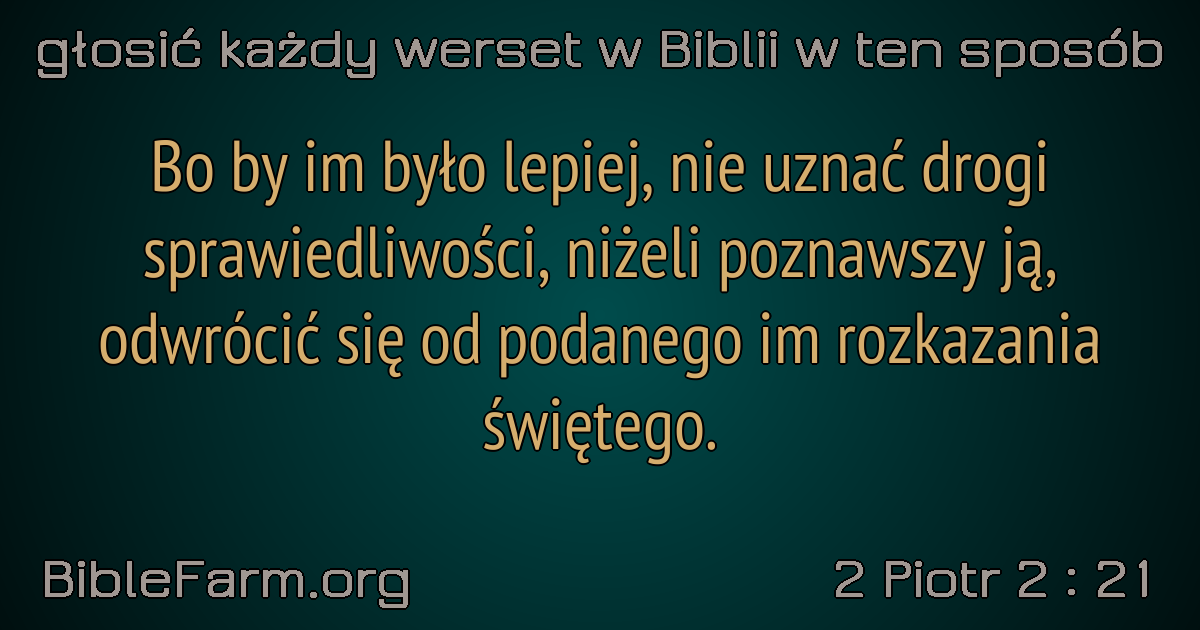 głosić każdy werset w Biblii w ten sposób
Bo by im było lepiej, nie uznać drogi
sprawiedliwości, niżeli poznawszy ją,
odwrócić się od podanego im rozkazania
świętego.
BibleFarm.org
2 Piotr 2 : 21